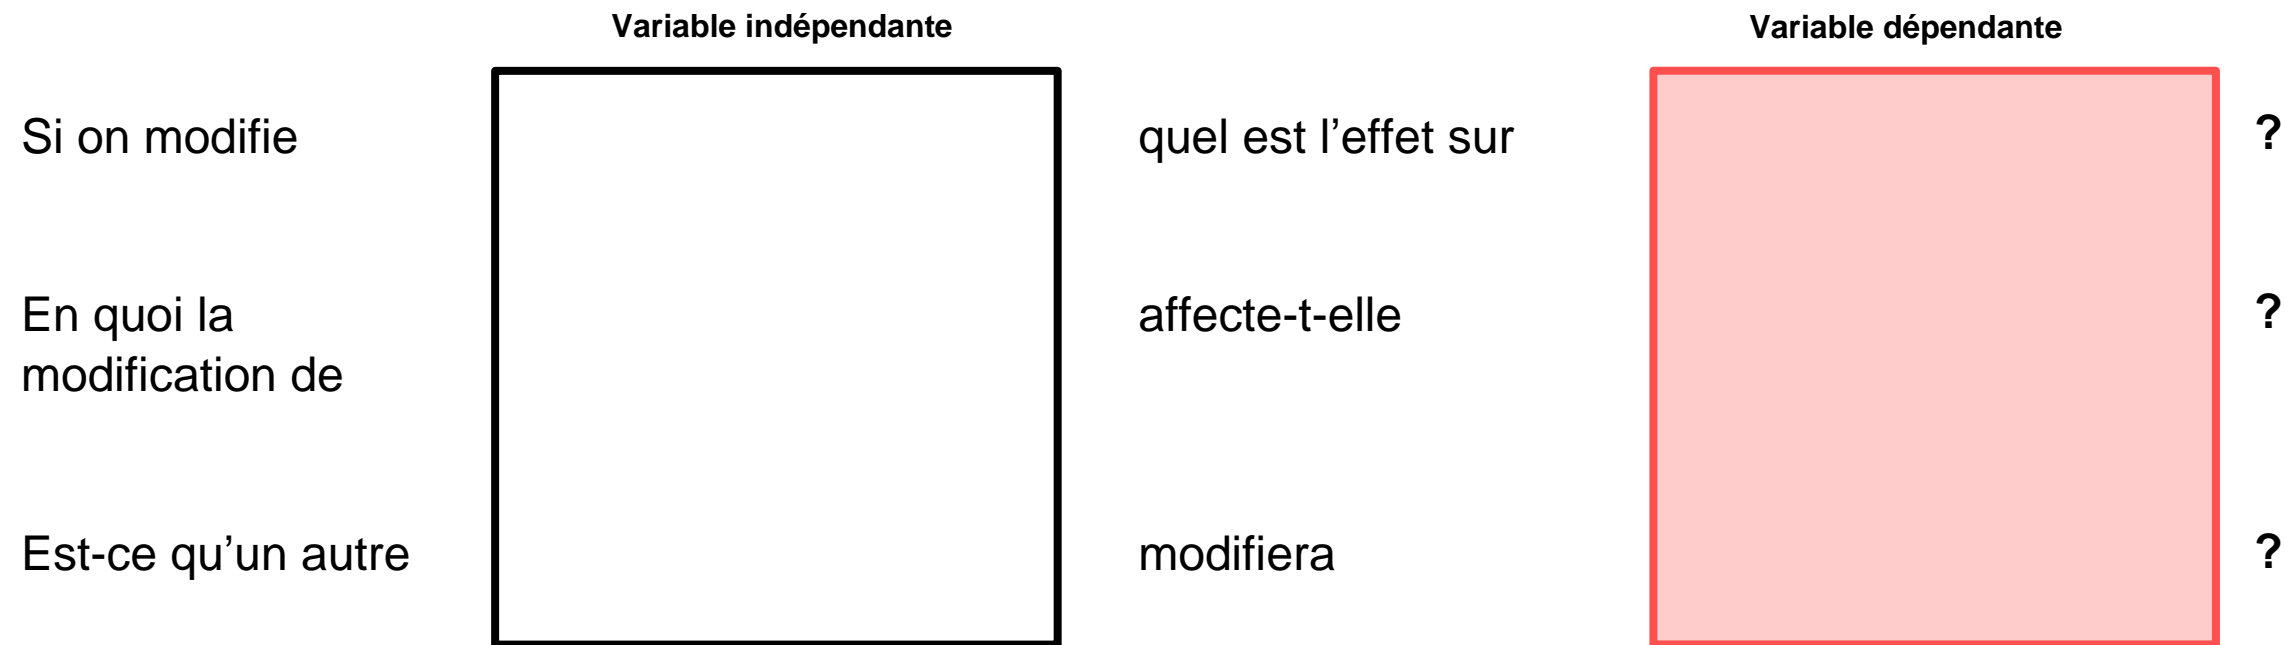 Variable indépendante
Variable dépendante
Si on modifie
quel est l’effet sur
?
En quoi la
modification de
affecte-t-elle
?
Est-ce qu’un autre
modifiera
?